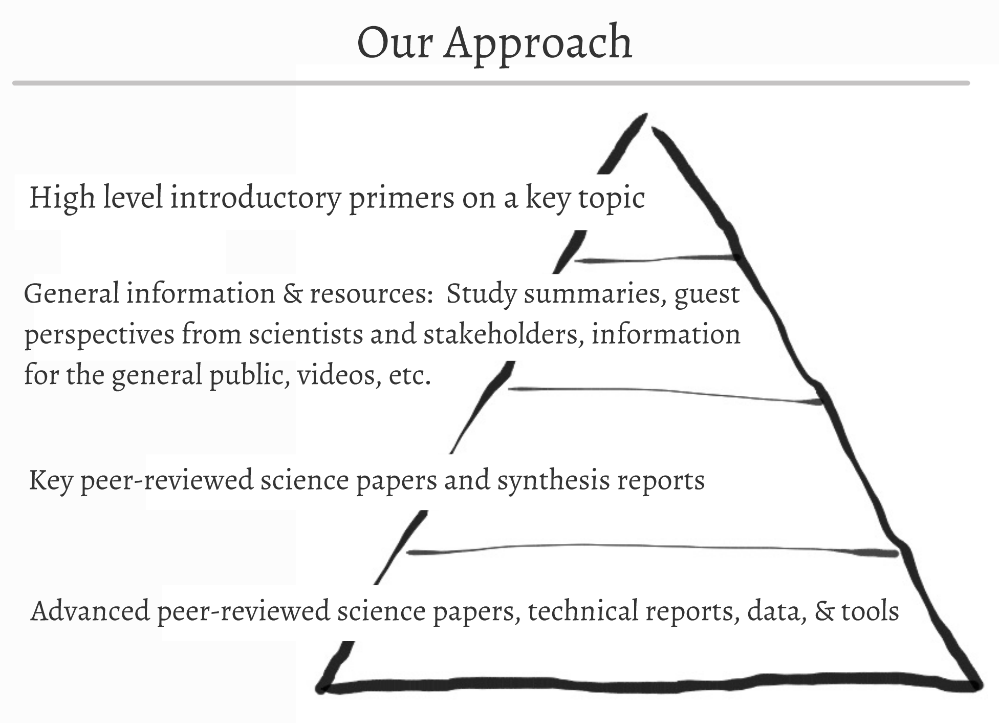 Our Approach
High level introductory primers on a key topic
General information & resources:  Study summaries, guest
perspectives from scientists and stakeholders, information
for the general public, videos, etc.
Key peer-reviewed science papers and synthesis reports
Advanced peer-reviewed science papers, technical reports, data, & tools